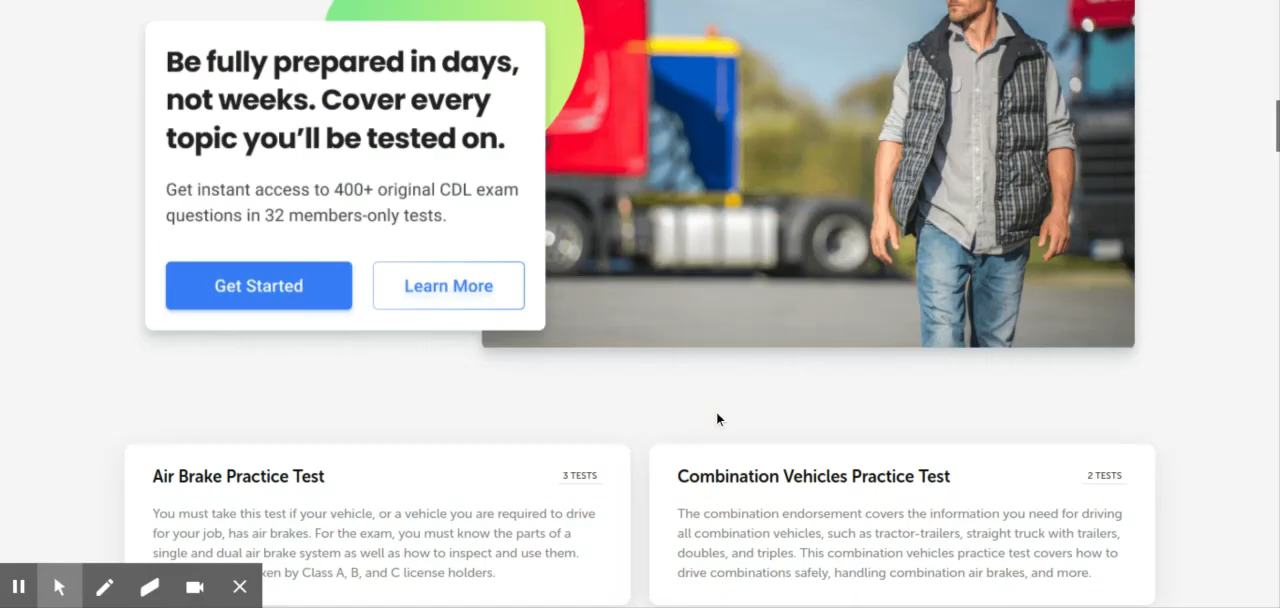 Be fully prepared in days,
not weeks. Cover every
topic you’ll be tested on.
Get instant access to 400+ original CDL exam
questions in 32 members-only tests.
Get Started
Learn More
Air Brake Practice Test
3 TESTS
You must take this test if your vehicle, or a vehicle you are required to drive
for your job, has air brakes. For the exam, you must know the parts of a
single and dual air brake system as well as how to inspect and use them.
by Class A, B, and C license holders.
Combination Vehicles Practice Test
2 TESTS
The combination endorsement covers the information you need for driving
all combination vehicles, such as tractor-trailers, straight truck with trailers,
doubles, and triples. This combination vehicles practice test covers how to
drive combinations safely, handling combination air brakes, and more.